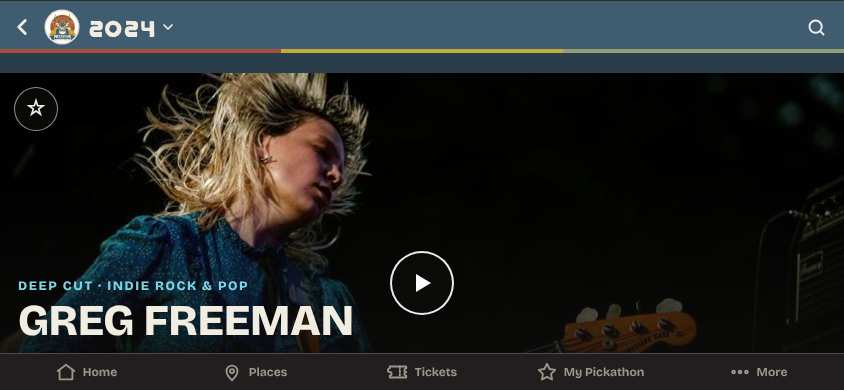 2024
DEEP CUT · INDIE ROCK & POP
GREG FREEMAN
Home
Places
Tickets
My Pickathon
More